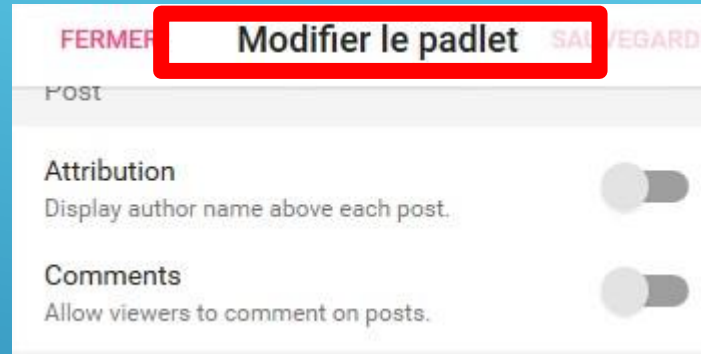 FERMER Modifier le padlet SAUVEGARD
Post
Attribution
Display author name above each post.
Comments
Allow viewers to comment on posts.